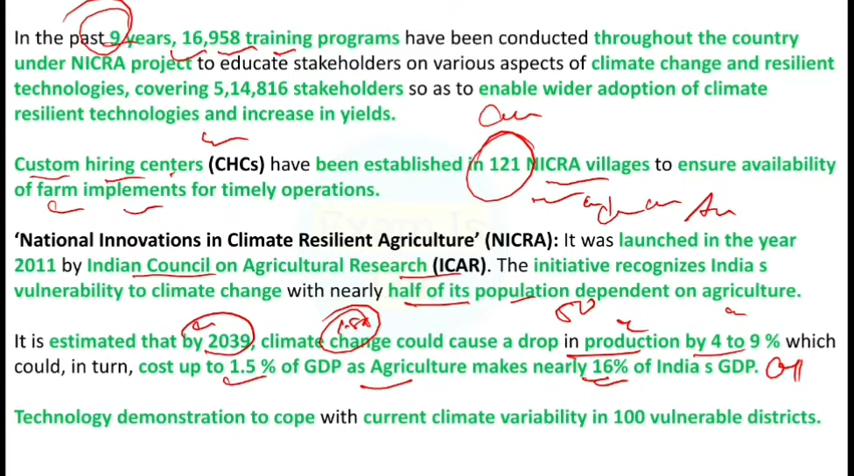 In the past 9 years, 16,958 training programs have been conducted throughout the country
under NICRA project to educate stakeholders on various aspects of climate change and resilient
technologies, covering 5,14,816 stakeholders so as to enable wider adoption of climate
resilient technologies and increase in yields.
Custom hiring centers (CHCs) have been established in 121 NICRA villages to ensure availability
of farm implements for timely operations.
‘National Innovations in Climate Resilient Agriculture’ (NICRA): It was launched in the year
2011 by Indian Council on Agricultural Research (ICAR). The initiative recognizes India s
vulnerability to climate change with nearly half of its population dependent on agriculture.
It is estimated that by 2039, climate change could cause a drop in production by 4 to 9 % which
could, in turn, cost up to 1.5 % of GDP as Agriculture makes nearly 16% of India s GDP.
Technology demonstration to cope with current climate variability in 100 vulnerable districts.